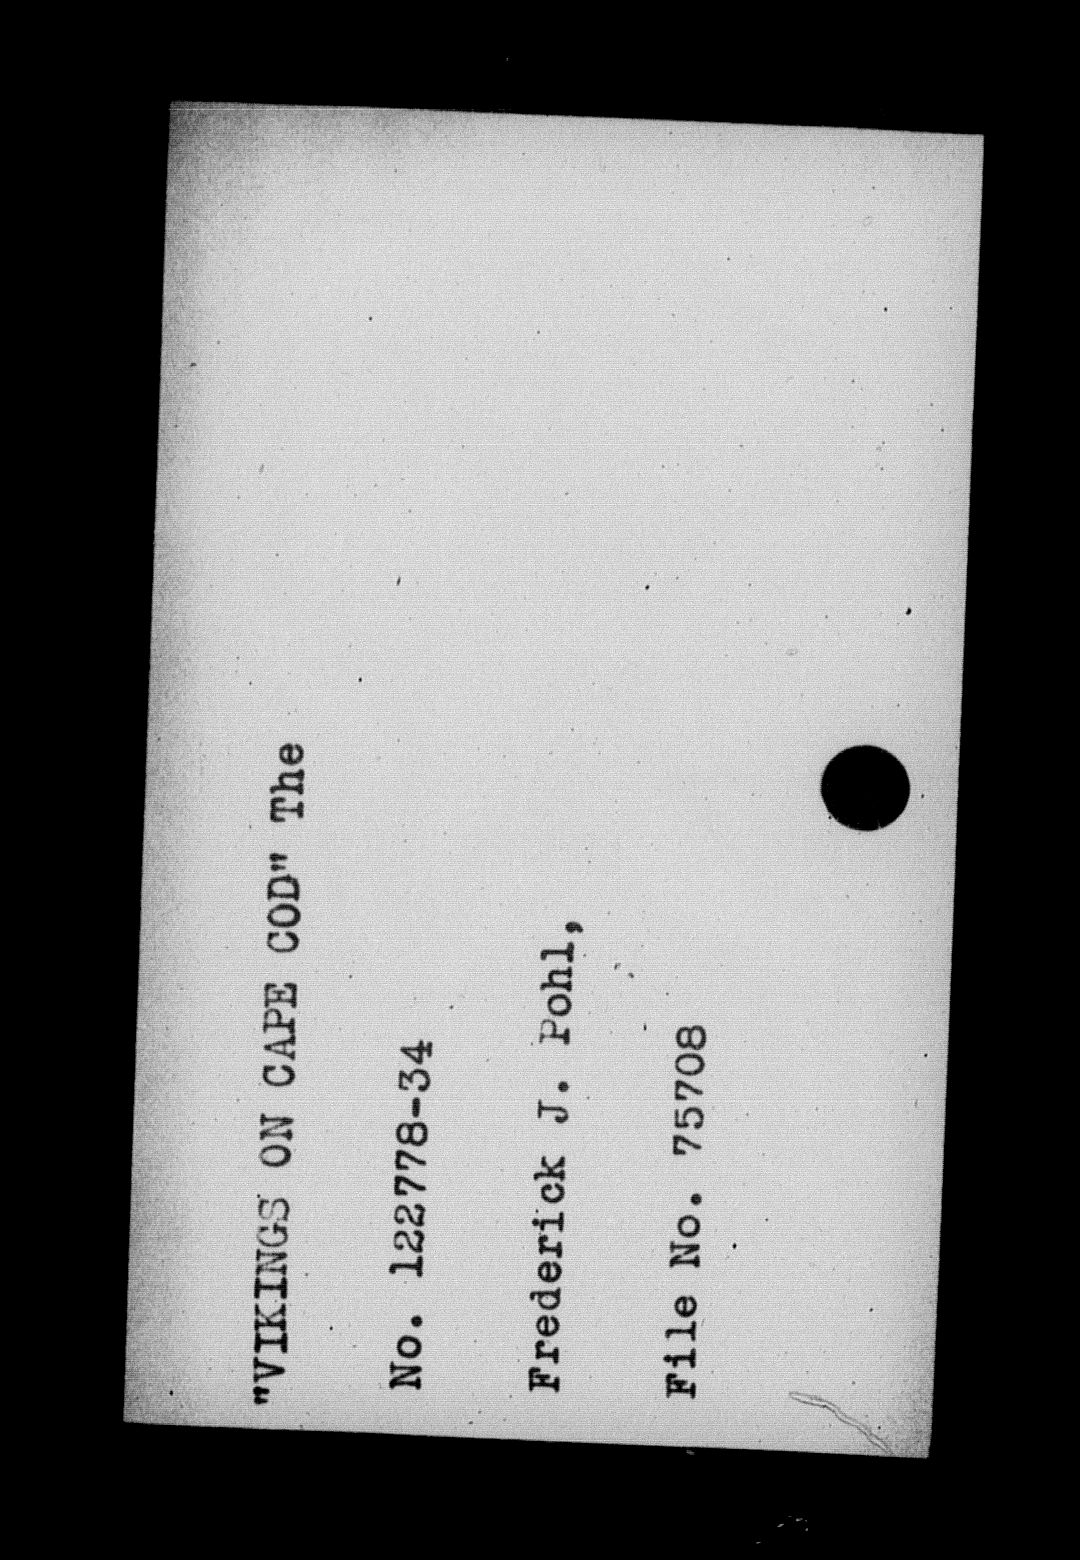 "VIKINGS ON CAPE COD" The
No. 122778-34
Frederick J. Pohl,
File No. 75708